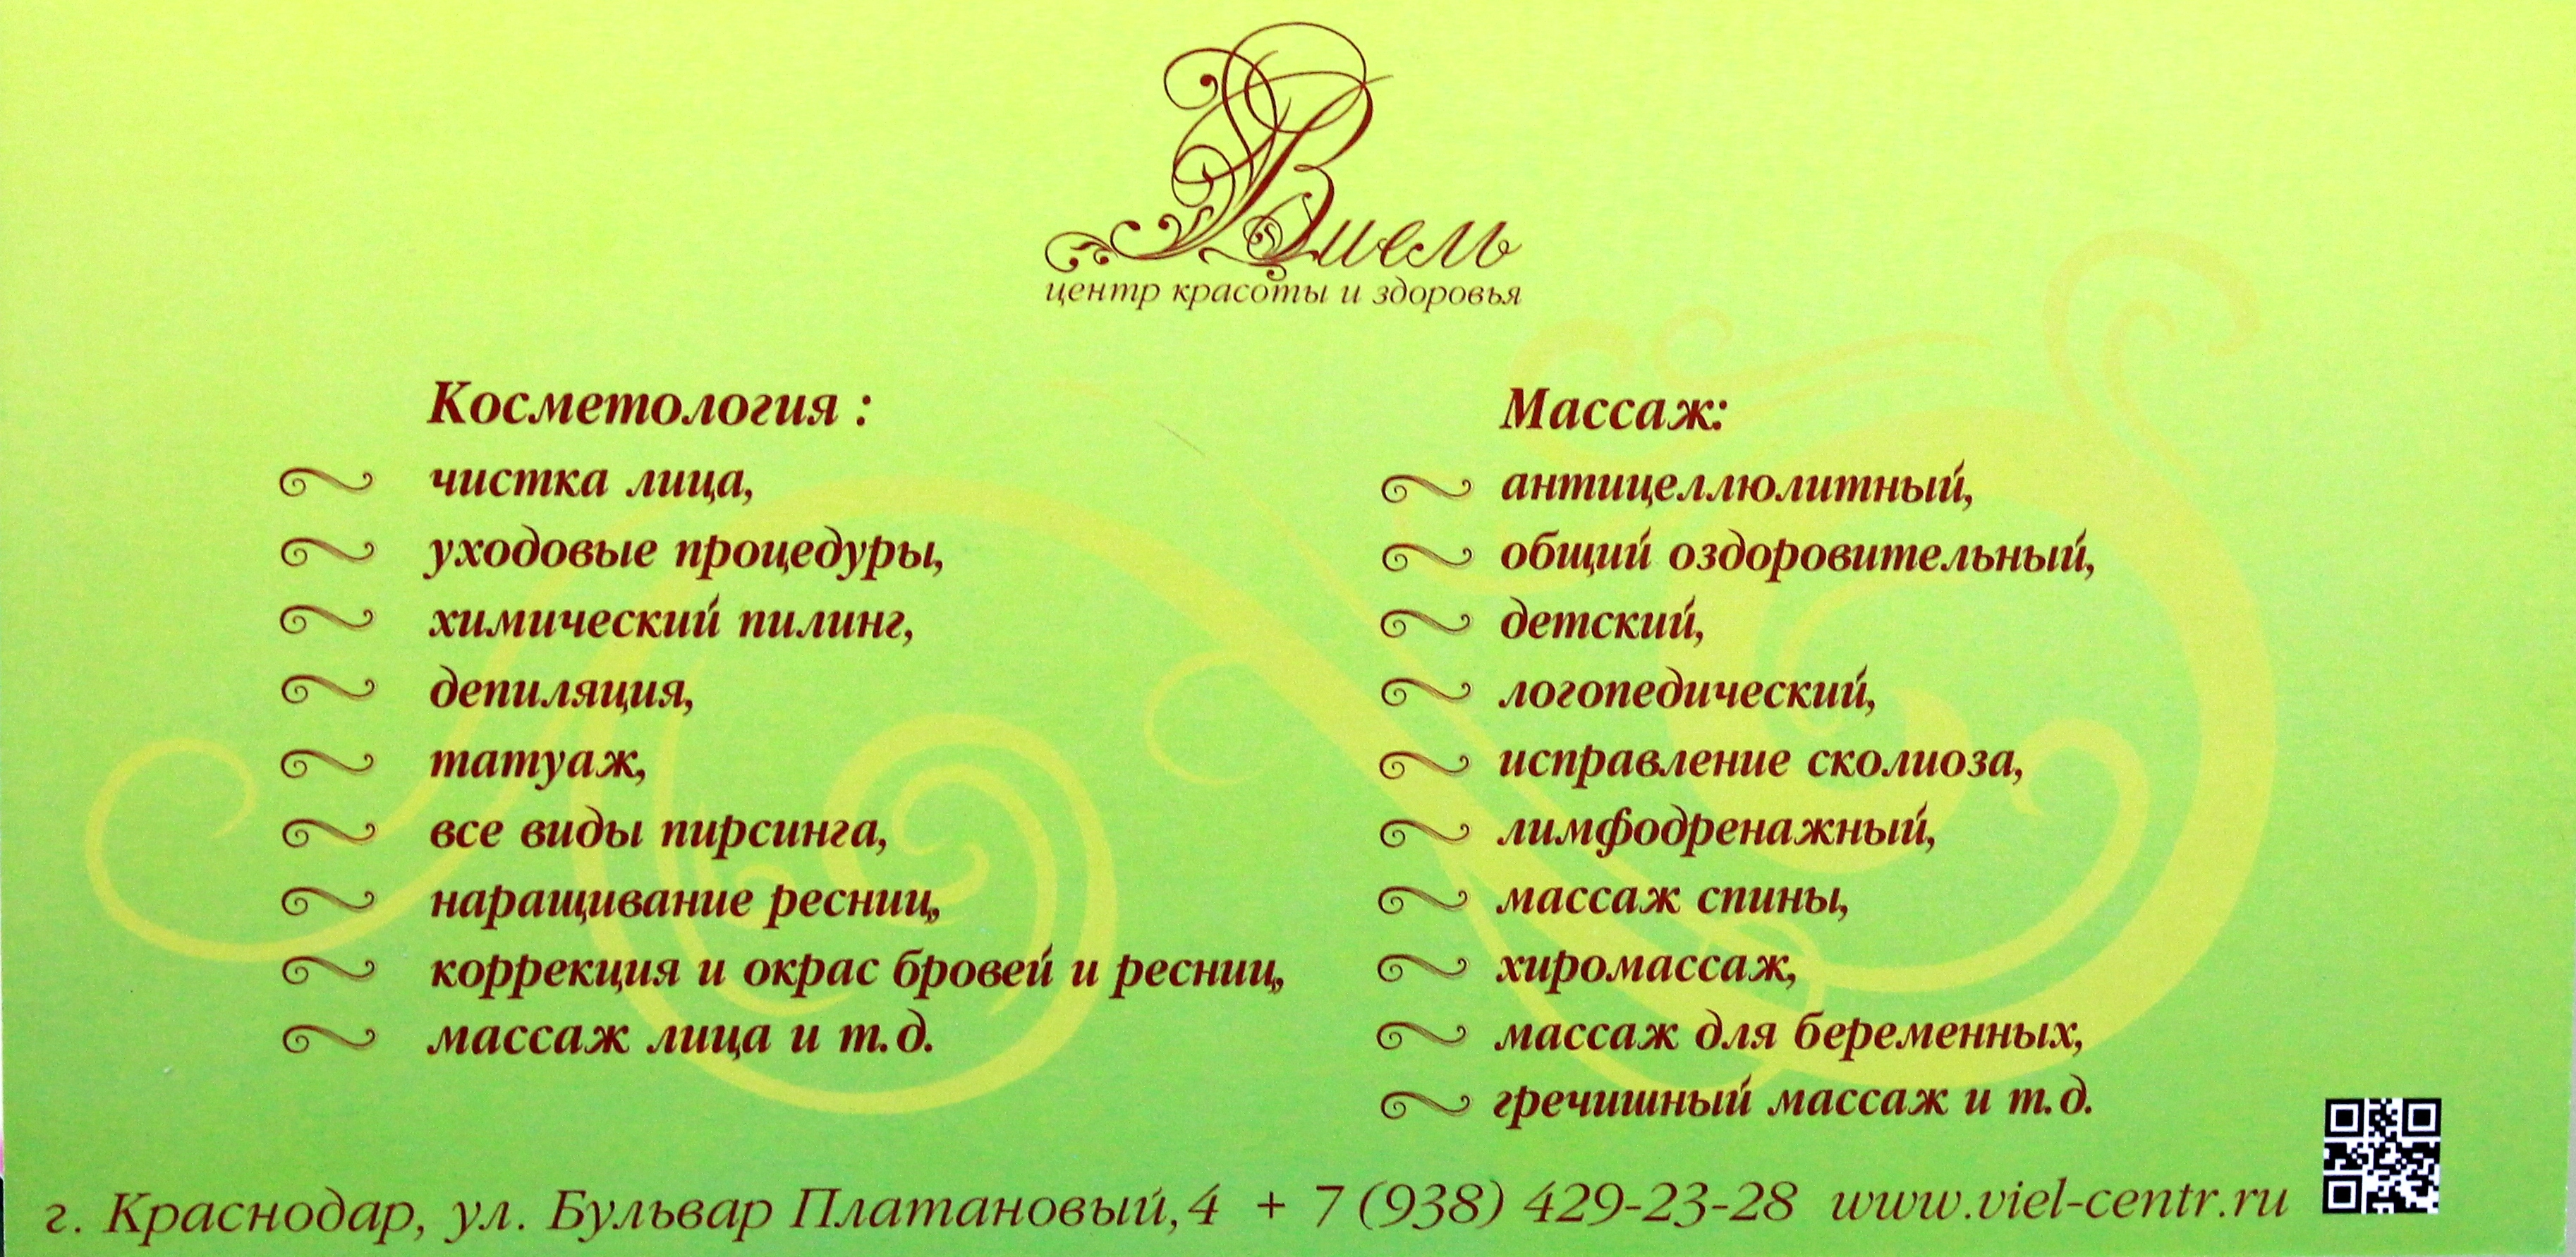 Виель
центр красоты и здоровья
Косметология :
чистка лица,
уходовые процедуры,
химический пилинг,
депиляция,
татуаж,
все виды пирсинга,
наращивание ресниц,
коррекция и окрас бровей и ресниц,
массаж лица и т.д.
Массаж:
антицеллюлитный,
общий оздоровительный,
детский,
логопедический,
исправление сколиоза,
лимфодренажный,
массаж спины,
хиромассаж,
массаж для беременных,
гречишный массаж и т.д.
г. Краснодар, ул. Бульвар Платановый,4 + 7 (938) 429-23-28 www.viel-centr.ru